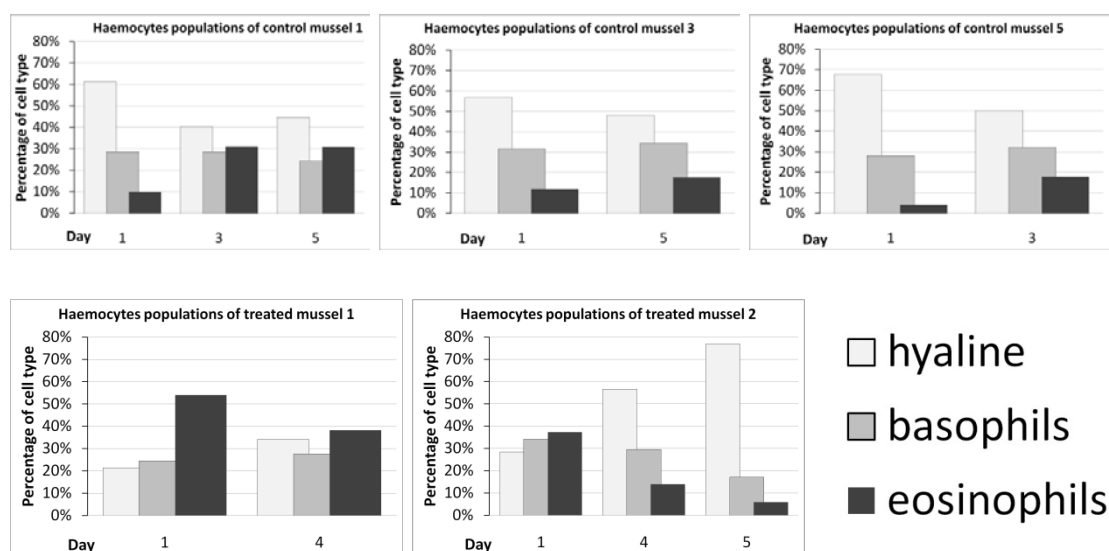 Haemocytes populations of control mussel 1
Percentage of cell type
80%
70%
60%
50%
40%
30%
20%
10%
0%
Day 1 3 5
Haemocytes populations of control mussel 3
Percentage of cell type
80%
70%
60%
50%
40%
30%
20%
10%
0%
Day 1 5
Haemocytes populations of control mussel 5
Percentage of cell type
80%
70%
60%
50%
40%
30%
20%
10%
0%
Day 1 3
Haemocytes populations of treated mussel 1
Percentage of cell type
80%
70%
60%
50%
40%
30%
20%
10%
0%
Day 1 4
Haemocytes populations of treated mussel 2
Percentage of cell type
80%
70%
60%
50%
40%
30%
20%
10%
0%
Day 1 4 5
hyaline
basophils
eosinophils